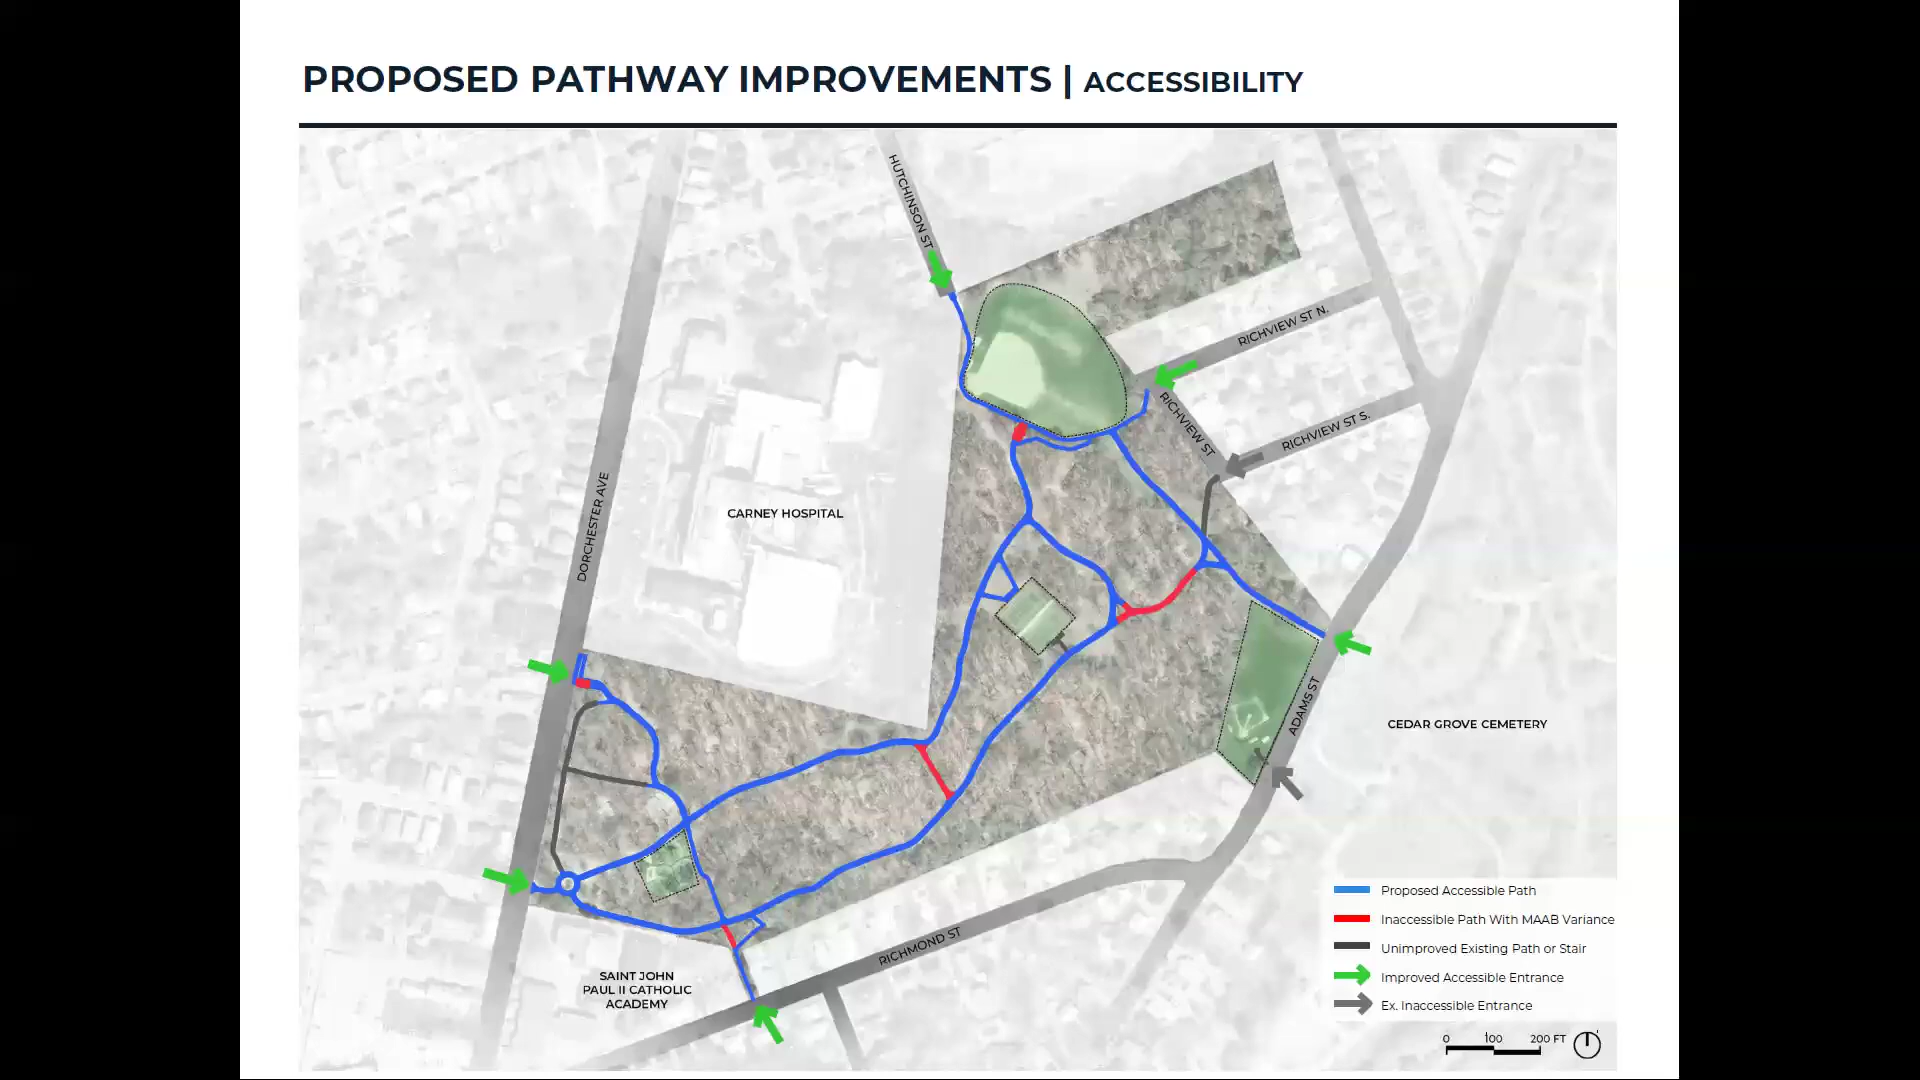 PROPOSED PATHWAY IMPROVEMENTS | ACCESSIBILITY
HUTCHINSON ST
RICHVIEW ST N.
RICHVIEW ST
RICHVIEW ST S.
DORCHESTER AVE
CARNEY HOSPITAL
ADAMS ST
CEDAR GROVE CEMETERY
RICHMOND ST
SAINT JOHN
PAUL II CATHOLIC
ACADEMY
Proposed Accessible Path
Inaccessible Path With MAAB Variance
Unimproved Existing Path or Stair
Improved Accessible Entrance
Ex. Inaccessible Entrance
0 100 200 FT